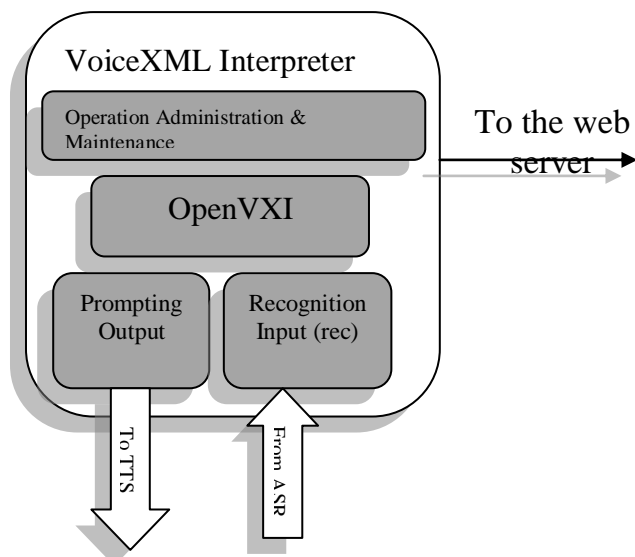 VoiceXML Interpreter
Operation Administration &
Maintenance
To the web
server
OpenVXI
Prompting
Output
Recognition
Input (rec)
To TTS
From ASR